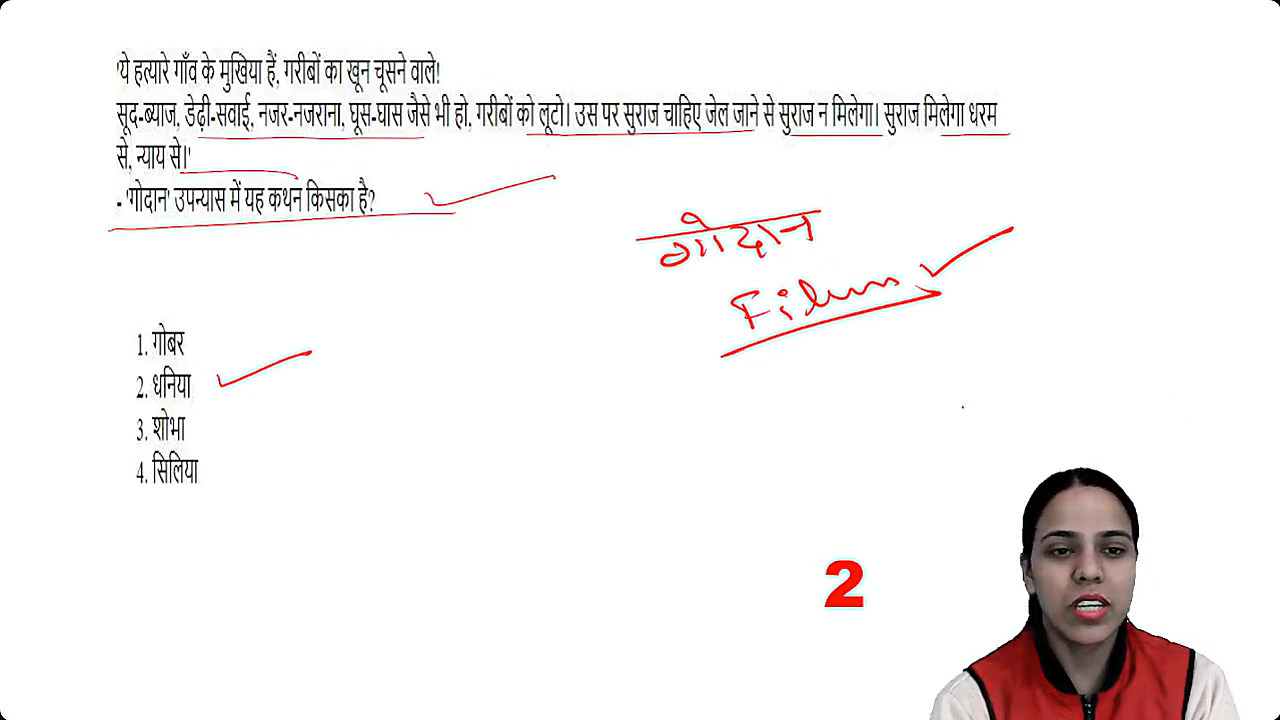 'ये हत्यारे गाँव के मुखिया हैं, गरीबों का खून चूसने वाले!
सूद-ब्याज, डेढ़ी-सवाई, नजर-नजराना, घूस-घास जैसे भी हो, गरीबों को लूटो। उस पर सुराज चाहिए जेल जाने से सुराज न मिलेगा। सुराज मिलेगा धरम
से, न्याय से।'
- 'गोदान' उपन्यास में यह कथन किसका है?
गोदान
Film
1. गोबर
2. धनिया
3. शोभा
4. सिलिया
2